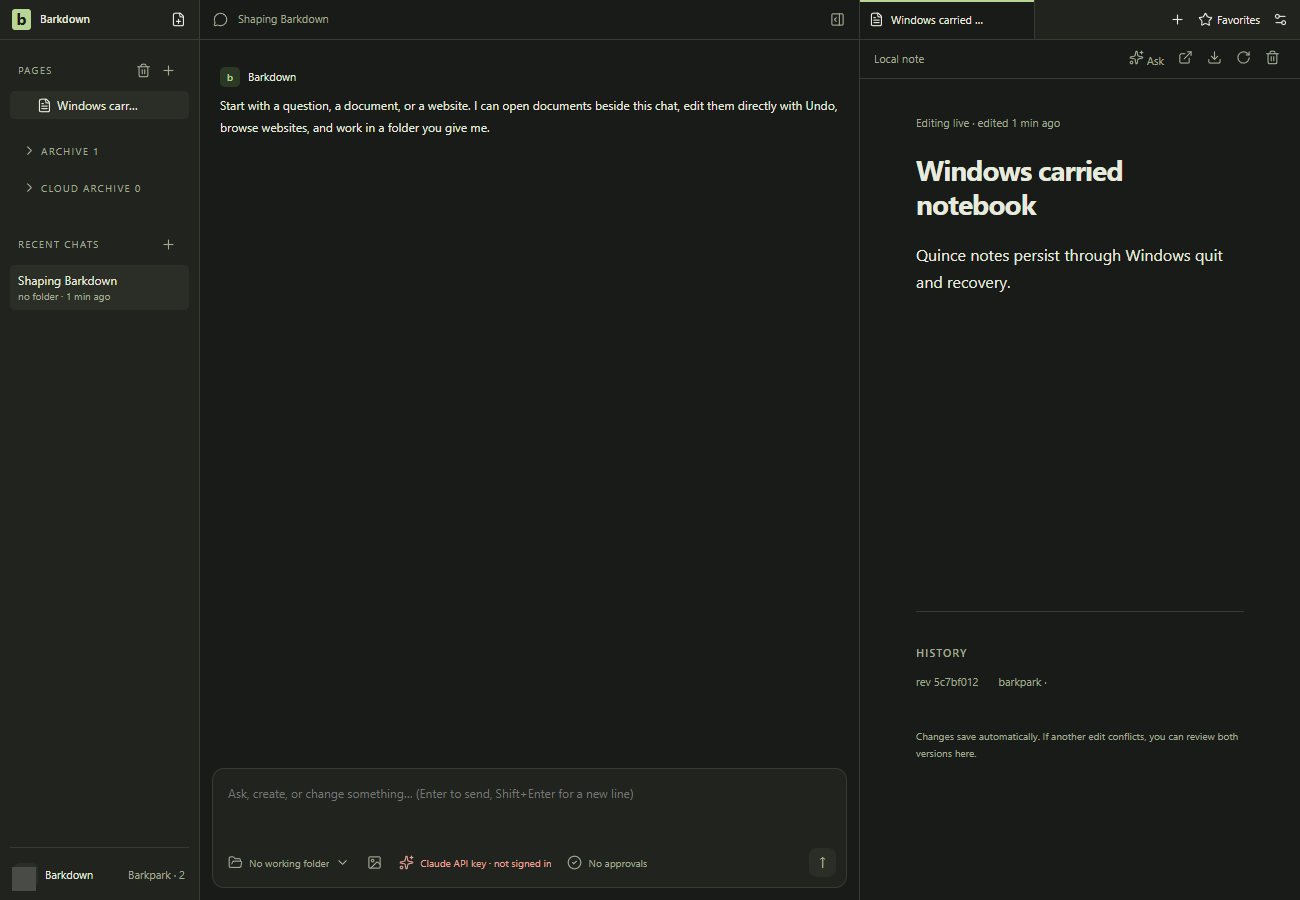 b Barkdown
PAGES
Windows carr...
ARCHIVE 1
CLOUD ARCHIVE 0
RECENT CHATS
Shaping Barkdown
no folder · 1 min ago
Barkdown Barkpark · 2
Shaping Barkdown
b Barkdown
Start with a question, a document, or a website. I can open documents beside this chat, edit them directly with Undo,
browse websites, and work in a folder you give me.
Ask, create, or change something... (Enter to send, Shift+Enter for a new line)
No working folder Claude API key · not signed in No approvals
Windows carried ... Favorites
Local note Ask
Editing live · edited 1 min ago
Windows carried
notebook
Quince notes persist through Windows quit
and recovery.
HISTORY
rev 5c7bf012 barkpark ·
Changes save automatically. If another edit conflicts, you can review both
versions here.